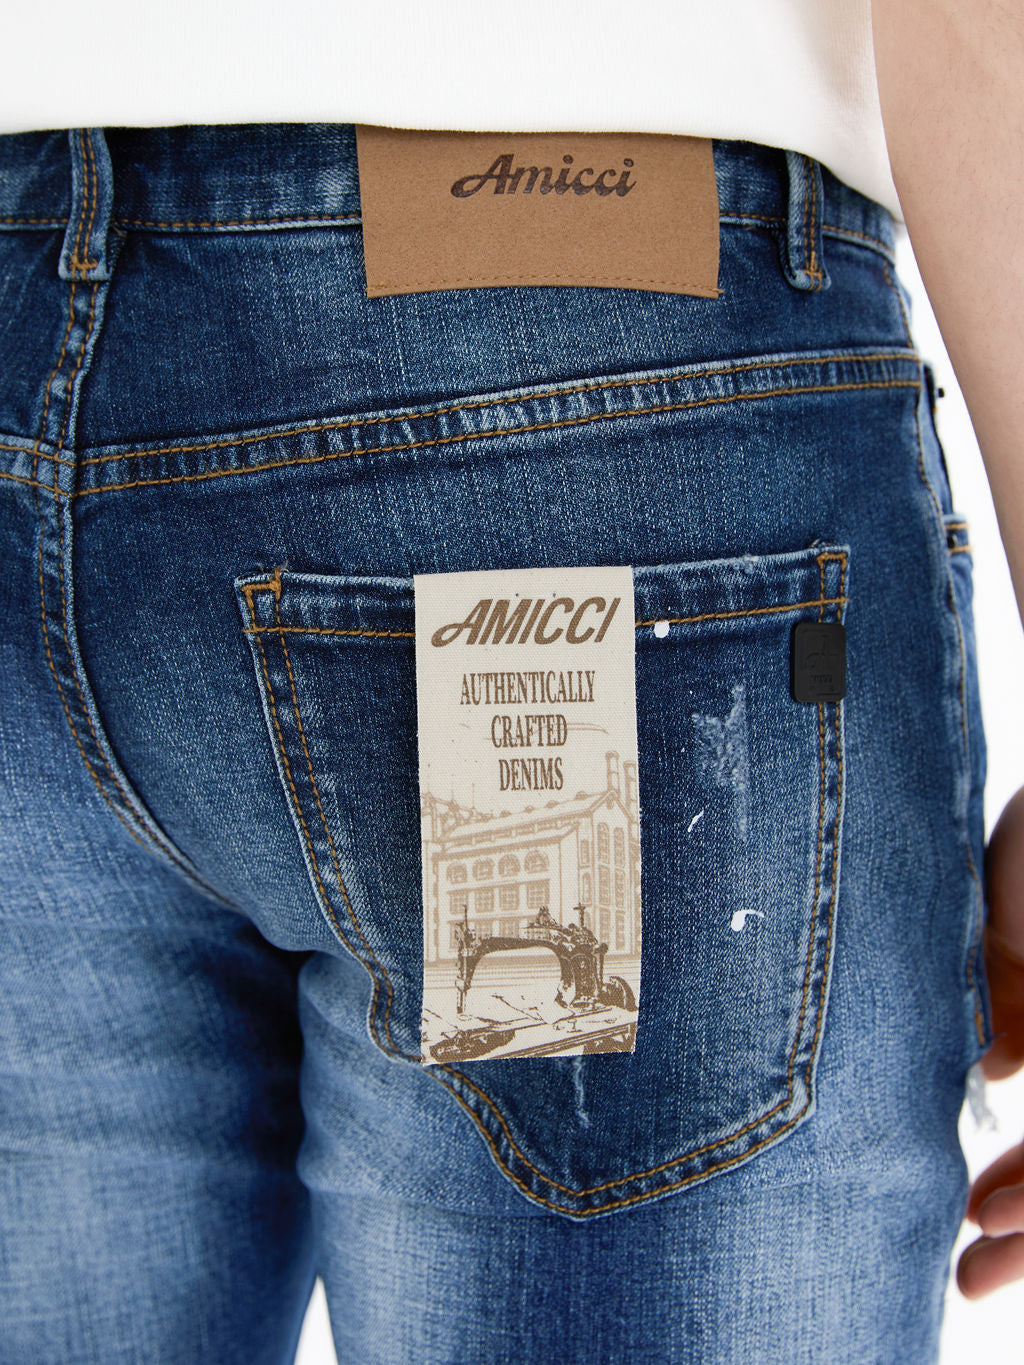 Amicci
AMICCI
AUTHENTICALLY
CRAFTED
DENIMS